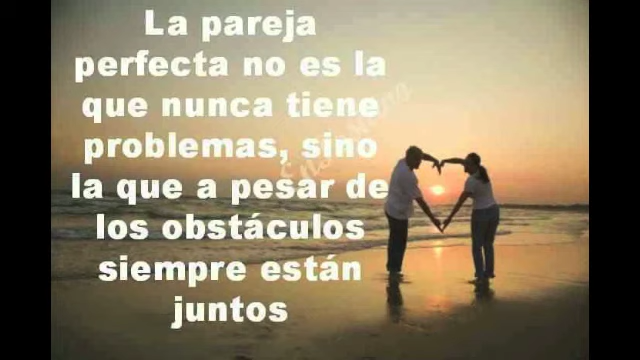 La pareja
perfecta no es la
que nunca tiene
problemas, sino
la que a pesar de
los obstáculos
siempre están
juntos